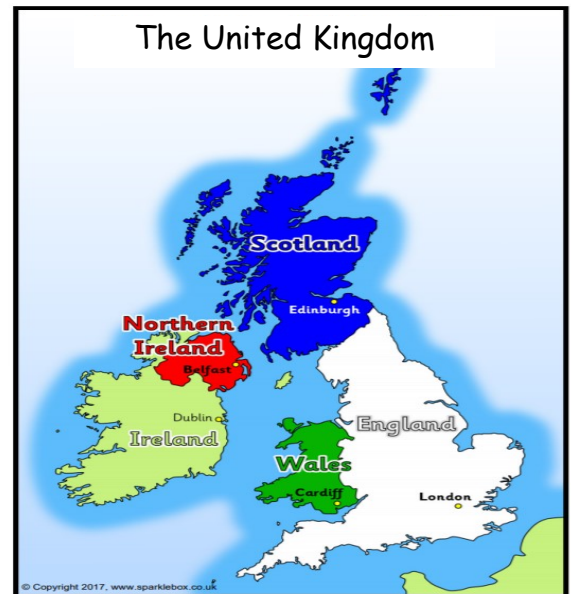 The United Kingdom
Scotland
Edinburgh
Northern
Ireland
Belfast
Dublin
Ireland
England
Wales
Cardiff
London
© Copyright 2017, www.sparklebox.co.uk